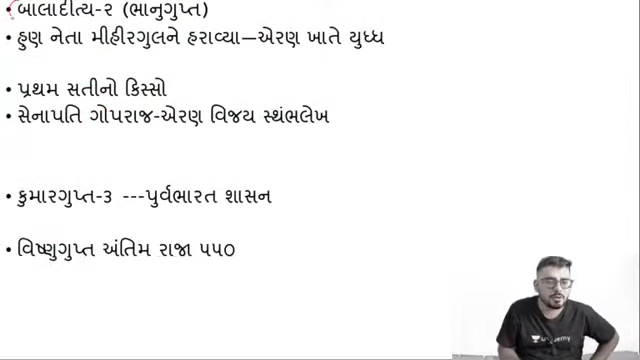 • બાલાદીત્ય-૨ (ભાનુગુપ્ત)
• હુણ નેતા મીહીરગુલને હરાવ્યા—એરણ ખાતે યુધ્ધ
• પ્રથમ સતીનો કિસ્સો
• સેનાપતિ ગોપરાજ-એરણ વિજય સ્થંભલેખ
• કુમારગુપ્ત-૩ ---પુર્વભારત શાસન
• વિષ્ણુગુપ્ત અંતિમ રાજા ૫૫૦